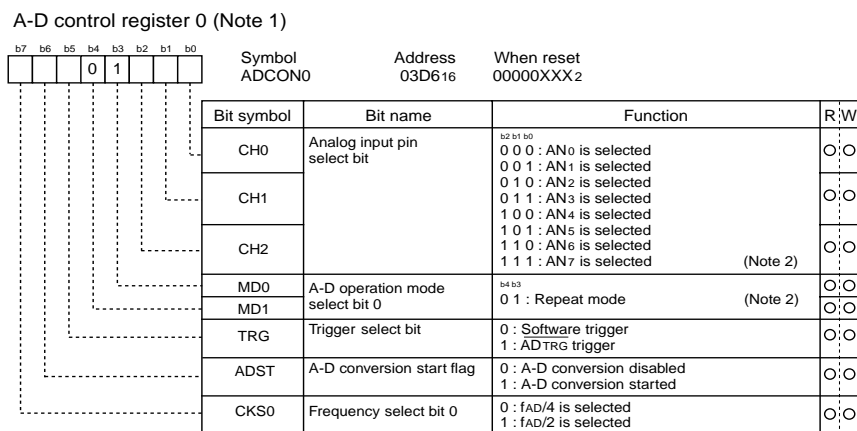 A-D control register 0 (Note 1)
b7 b6 b5 b4 b3 b2 b1 b0
0 1
Symbol Address When reset
ADCON0 03D616 00000XXX2
Bit symbol Bit name Function R W
CH0 Analog input pin select bit
b2 b1 b0
0 0 0 : AN0 is selected
0 0 1 : AN1 is selected
CH1
0 1 0 : AN2 is selected
0 1 1 : AN3 is selected
1 0 0 : AN4 is selected
1 0 1 : AN5 is selected
CH2
1 1 0 : AN6 is selected
1 1 1 : AN7 is selected (Note 2)
MD0 A-D operation mode select bit 0
b4 b3
0 1 : Repeat mode (Note 2)
MD1
TRG Trigger select bit
0 : Software trigger
1 : ADTRG trigger
ADST A-D conversion start flag
0 : A-D conversion disabled
1 : A-D conversion started
CKS0 Frequency select bit 0
0 : fAD/4 is selected
1 : fAD/2 is selected